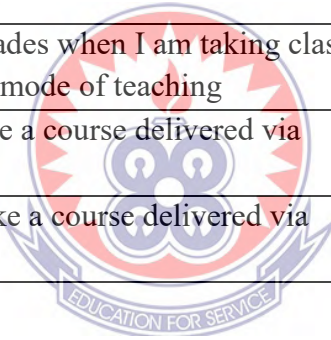 ades when I am taking clas
mode of teaching
e a course delivered via
ke a course delivered via
EDUCATION FOR SERVICE